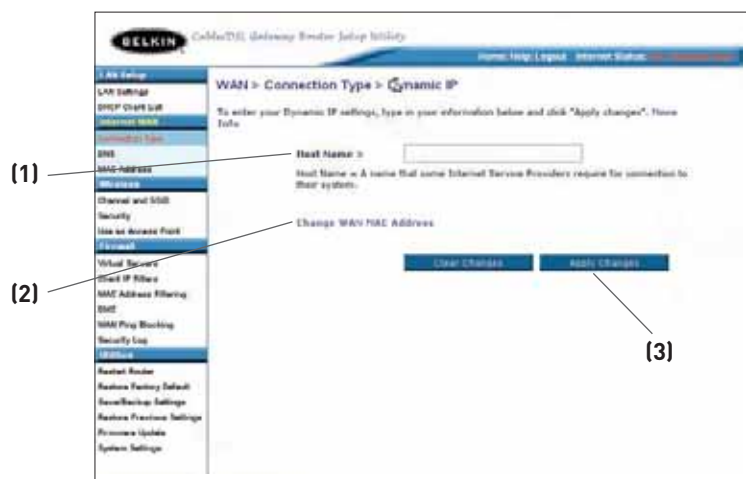 BELKIN Cable/DSL Gateway Router Setup Utility
Home Help Logout Internet Status:
LAN Setup
LAN Settings
DHCP Client List
Internet WAN
Connection Type
DNS
MAC Address
Wireless
Channel and SSID
Security
Use as Access Point
Firewall
Virtual Servers
Client IP Filters
MAC Address Filtering
DMZ
WAN Ping Blocking
Security Log
Utilities
Restart Router
Restore Factory Default
Save/Backup Settings
Restore Previous Settings
Firmware Update
System Settings
WAN > Connection Type > Dynamic IP
To enter your Dynamic IP settings, type in your information below and click "Apply changes". More
Info
(1)
Host Name >
Host Name = A name that some Internet Service Providers require for connection to
their system.
(2)
Change WAN MAC Address
Clear Changes
Apply Changes
(3)